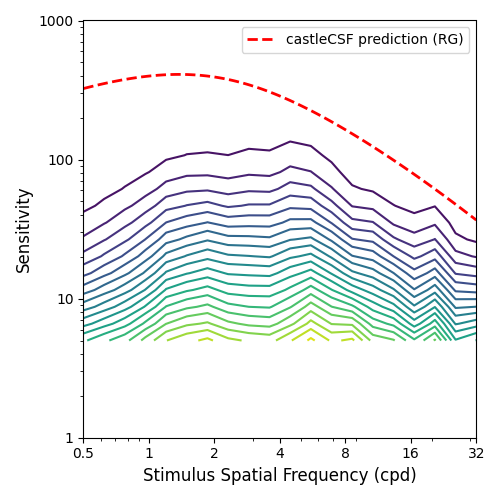 1000
castleCSF prediction (RG)
100
Sensitivity
10
1
0.5 1 2 4 8 16 32
Stimulus Spatial Frequency (cpd)